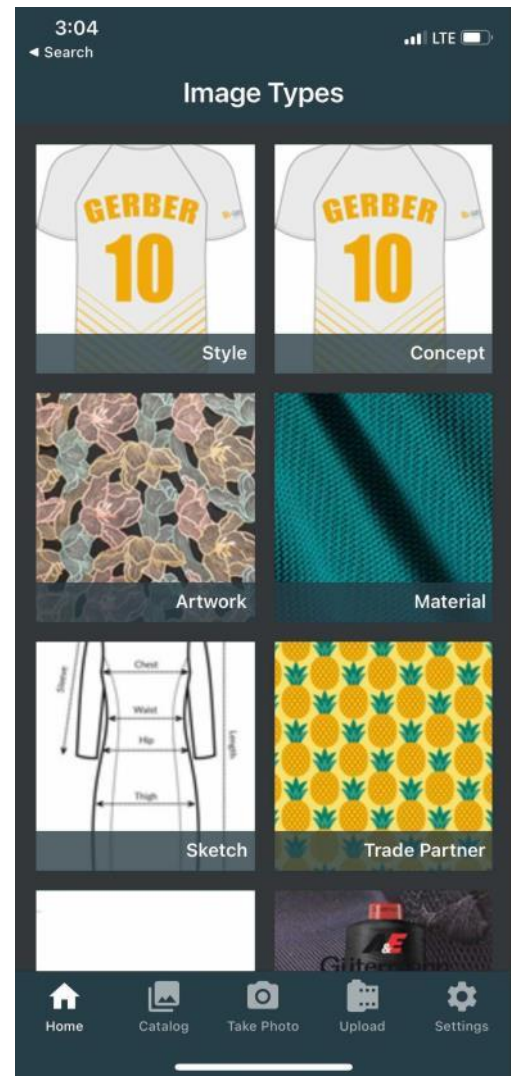 3:04
LTE
◀ Search
Image Types
GERBER
10
Style
GERBER
10
Concept
Artwork
Material
Sleeve
Chest
Waist
Hip
Length
Thigh
Sketch
Trade Partner
A&E
Gütermann
Home
Catalog
Take Photo
Upload
Settings